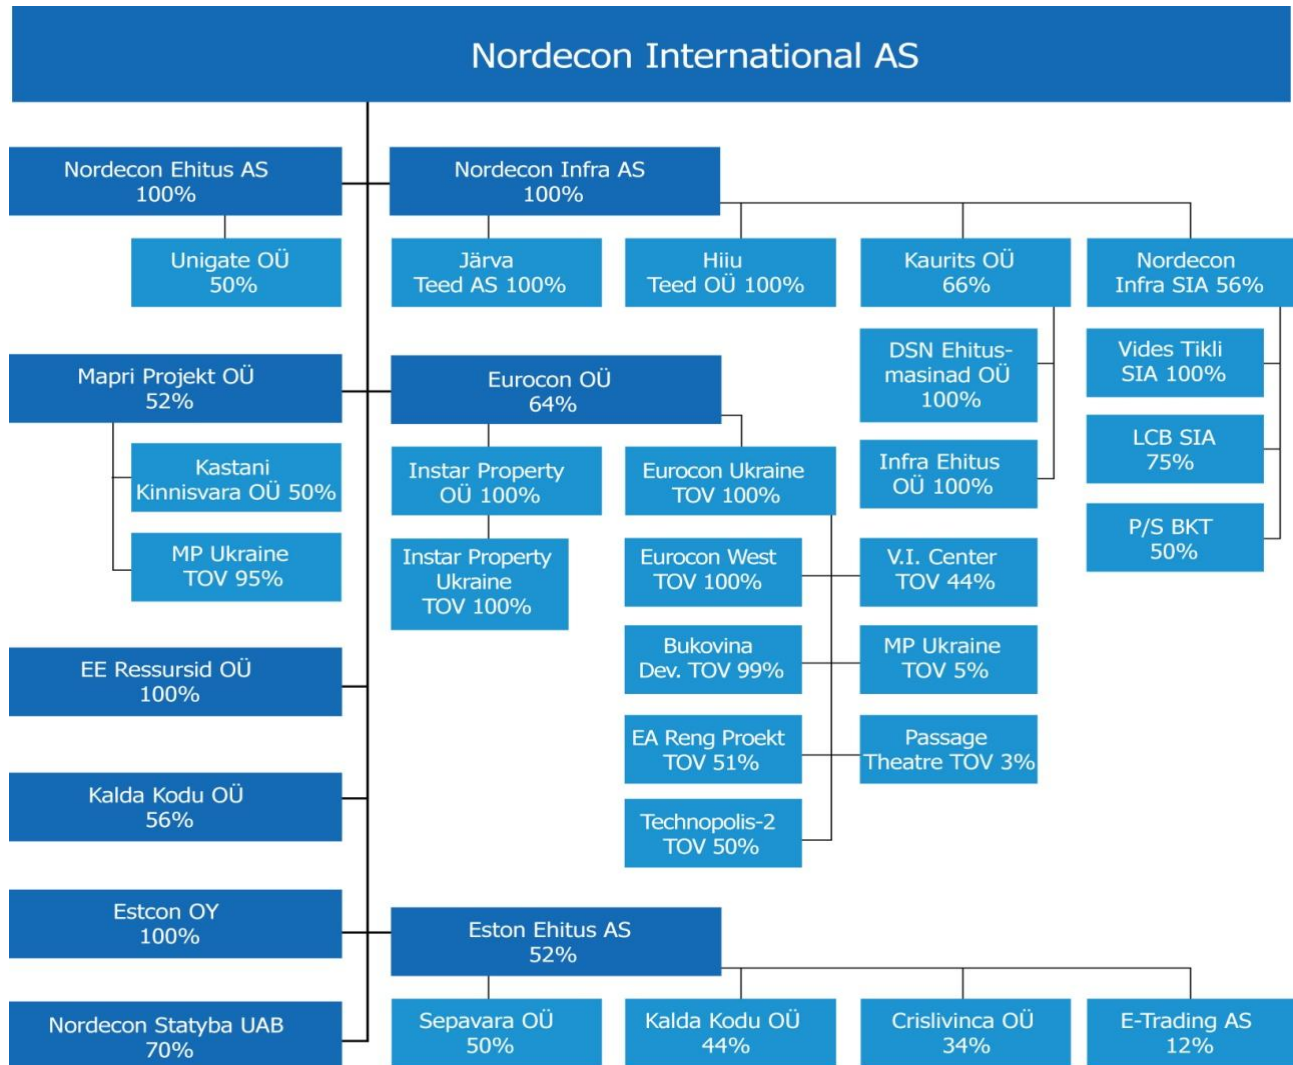 Nordecon International AS
Nordecon Ehitus AS
100%
Nordecon Infra AS
100%
Unigate OÜ
50%
Järva
Teed AS 100%
Hiiu
Teed OÜ 100%
Kaurits OÜ
66%
Nordecon
Infra SIA 56%
DSN Ehitus-
masinad OÜ
100%
Vides Tikli
SIA 100%
Infra Ehitus
OÜ 100%
LCB SIA
75%
P/S BKT
50%
Mapri Projekt OÜ
52%
Eurocon OÜ
64%
Kastani
Kinnisvara OÜ 50%
MP Ukraine
TOV 95%
Instar Property
OÜ 100%
Instar Property
Ukraine
TOV 100%
Eurocon Ukraine
TOV 100%
Eurocon West
TOV 100%
V.I. Center
TOV 44%
Bukovina
Dev. TOV 99%
MP Ukraine
TOV 5%
EA Reng Proekt
TOV 51%
Passage
Theatre TOV 3%
Technopolis-2
TOV 50%
EE Ressursid OÜ
100%
Kalda Kodu OÜ
56%
Estcon OY
100%
Eston Ehitus AS
52%
Nordecon Statyba UAB
70%
Sepavara OÜ
50%
Kalda Kodu OÜ
44%
Crislivinca OÜ
34%
E-Trading AS
12%